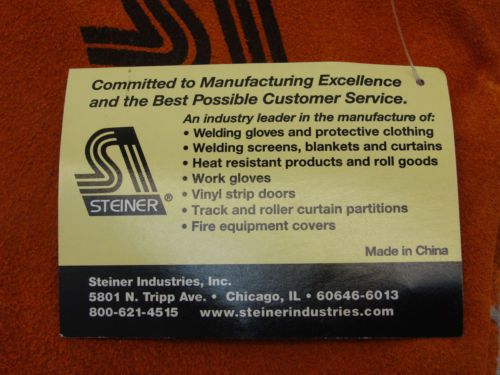 Committed to Manufacturing Excellence
and the Best Possible Customer Service.
An industry leader in the manufacture of:
• Welding gloves and protective clothing
• Welding screens, blankets and curtains
• Heat resistant products and roll goods
• Work gloves
• Vinyl strip doors
• Track and roller curtain partitions
• Fire equipment covers
STEINER®
Made in China
Steiner Industries, Inc.
5801 N. Tripp Ave. • Chicago, IL • 60646-6013
800-621-4515 www.steinerindustries.com